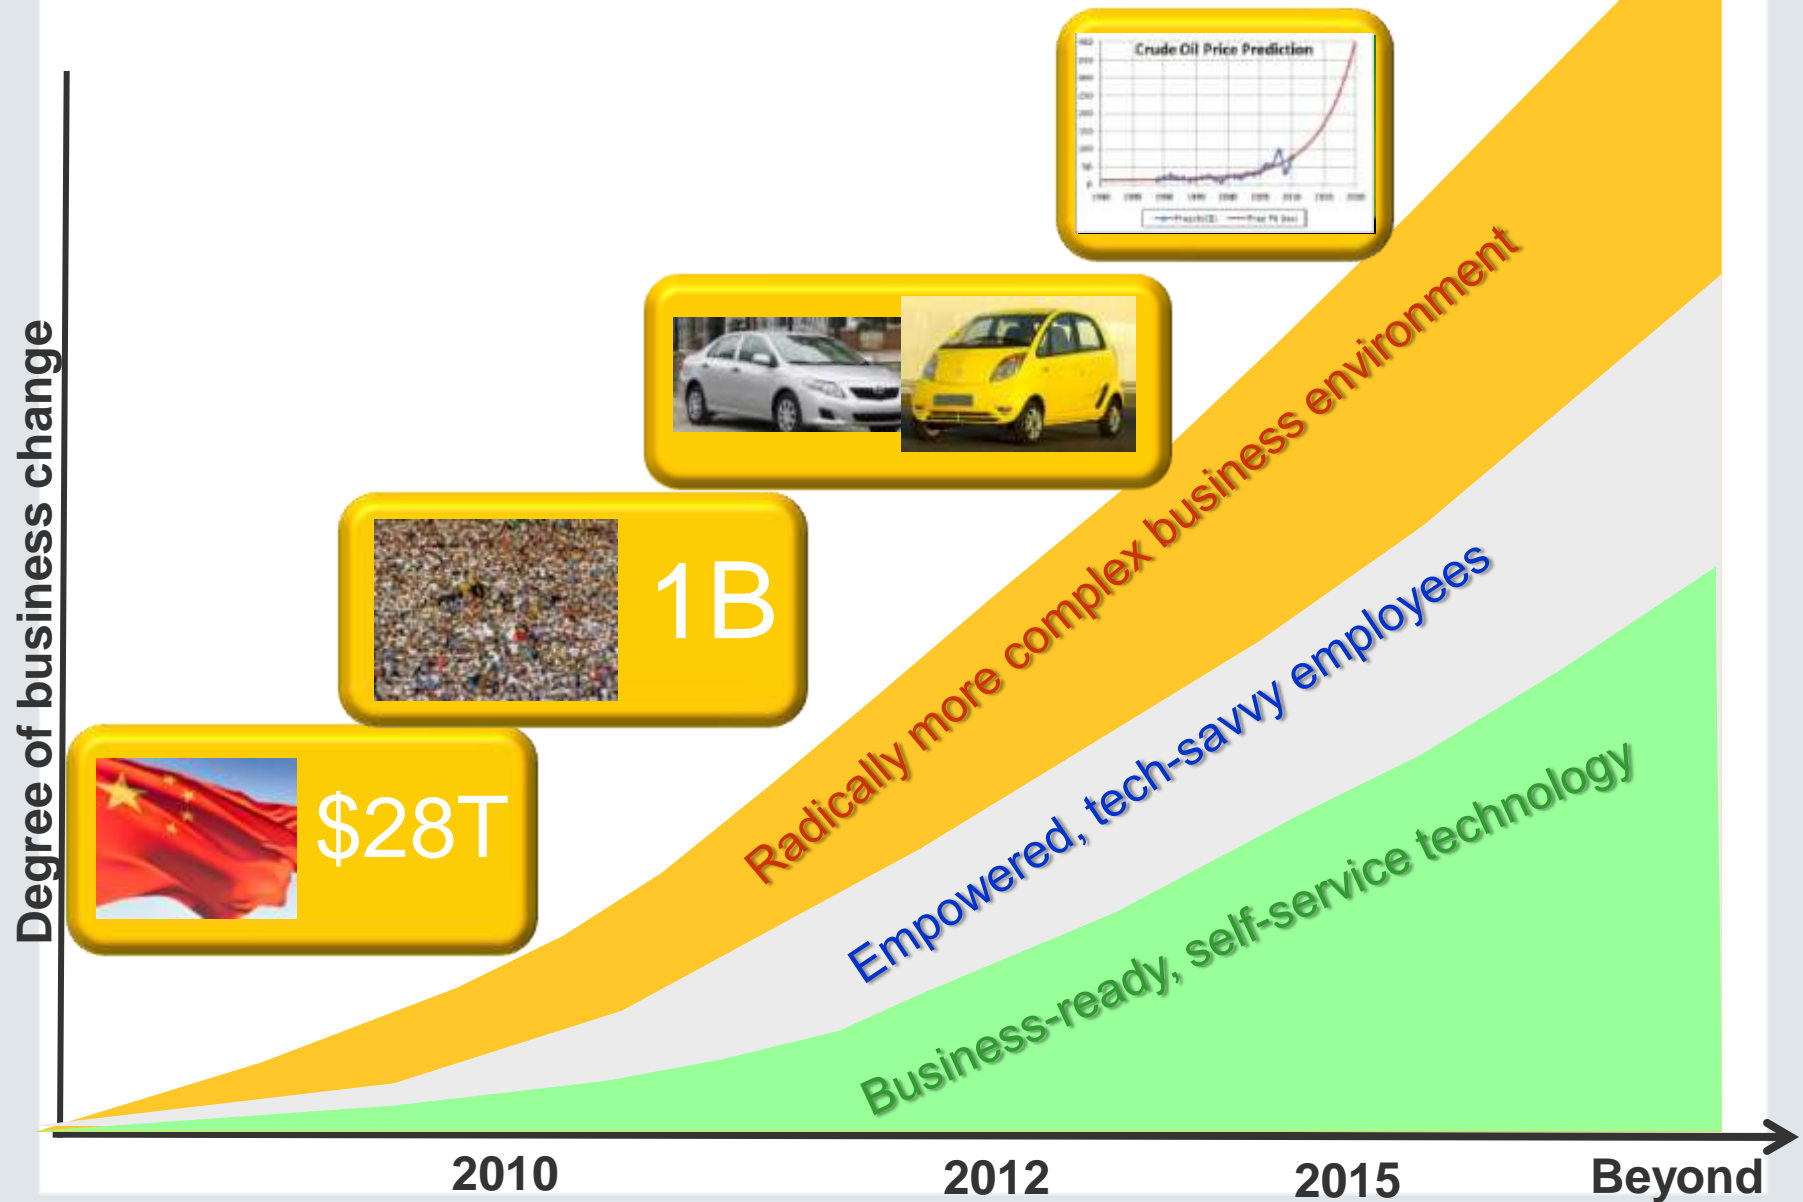 Crude Oil Price Prediction
Degree of business change
1B
$28T
Radically more complex business environment
Empowered, tech-savvy employees
Business-ready, self-service technology
2010
2012
2015
Beyond